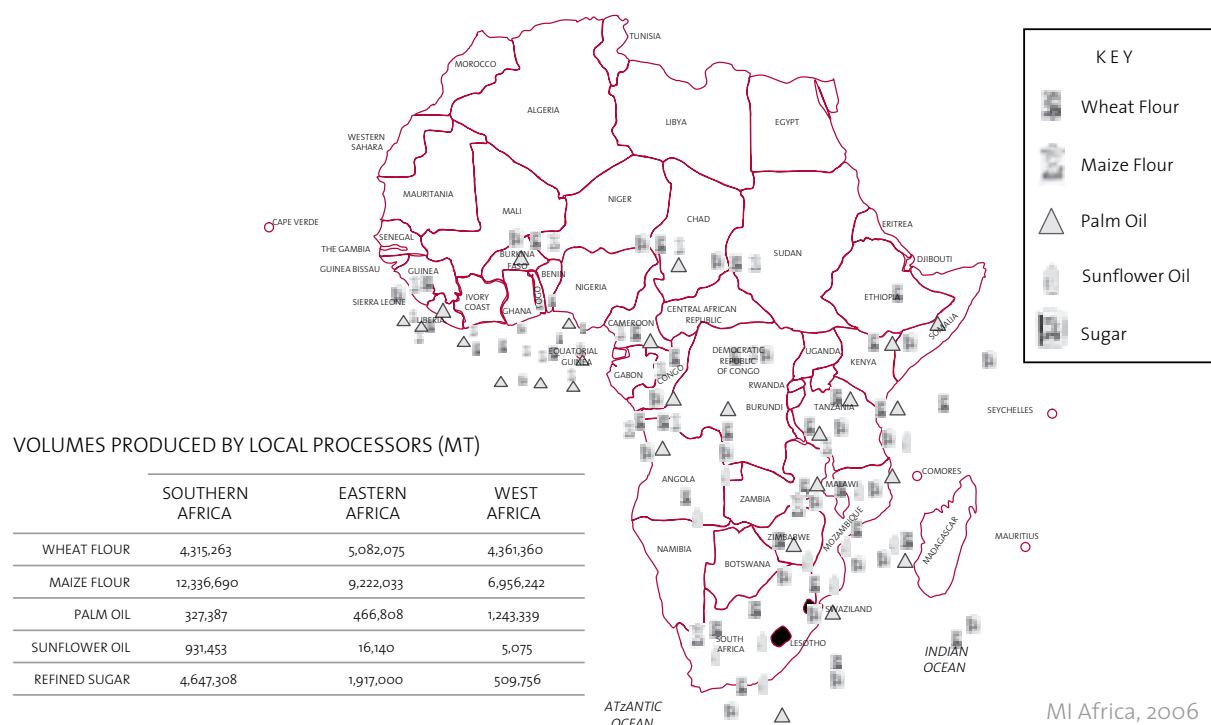 TUNISIA
MOROCCO
ALGERIA
LIBYA
EGYPT
WESTERN
SAHARA
MAURITANIA
MALI
NIGER
CHAD
SUDAN
ERITREA
CAPE VERDE
SENEGAL
THE GAMBIA
GUINEA BISSAU
GUINEA
BURKINA
FASO
BENIN
NIGERIA
DJIBOUTI
ETHIOPIA
SOMALIA
SIERRA LEONE
LIBERIA
IVORY
COAST
GHANA
TOGO
CAMEROON
CENTRAL AFRICAN
REPUBLIC
EQUATORIAL
GUINEA
GABON
CONGO
DEMOCRATIC
REPUBLIC
OF CONGO
UGANDA
KENYA
RWANDA
BURUNDI
TANZANIA
SEYCHELLES
COMORES
ANGOLA
ZAMBIA
MALAWI
MOZAMBIQUE
MADAGASCAR
MAURITIUS
NAMIBIA
ZIMBABWE
BOTSWANA
SWAZILAND
SOUTH
AFRICA
LESOTHO
INDIAN
OCEAN
ATzANTIC
OCEAN
KEY
Wheat Flour
Maize Flour
Palm Oil
Sunflower Oil
Sugar
VOLUMES PRODUCED BY LOCAL PROCESSORS (MT)
SOUTHERN AFRICA EASTERN AFRICA WEST AFRICA
WHEAT FLOUR 4,315,263 5,082,075 4,361,360
MAIZE FLOUR 12,336,690 9,222,033 6,956,242
PALM OIL 327,387 466,808 1,243,339
SUNFLOWER OIL 931,453 16,140 5,075
REFINED SUGAR 4,647,308 1,917,000 509,756
MI Africa, 2006